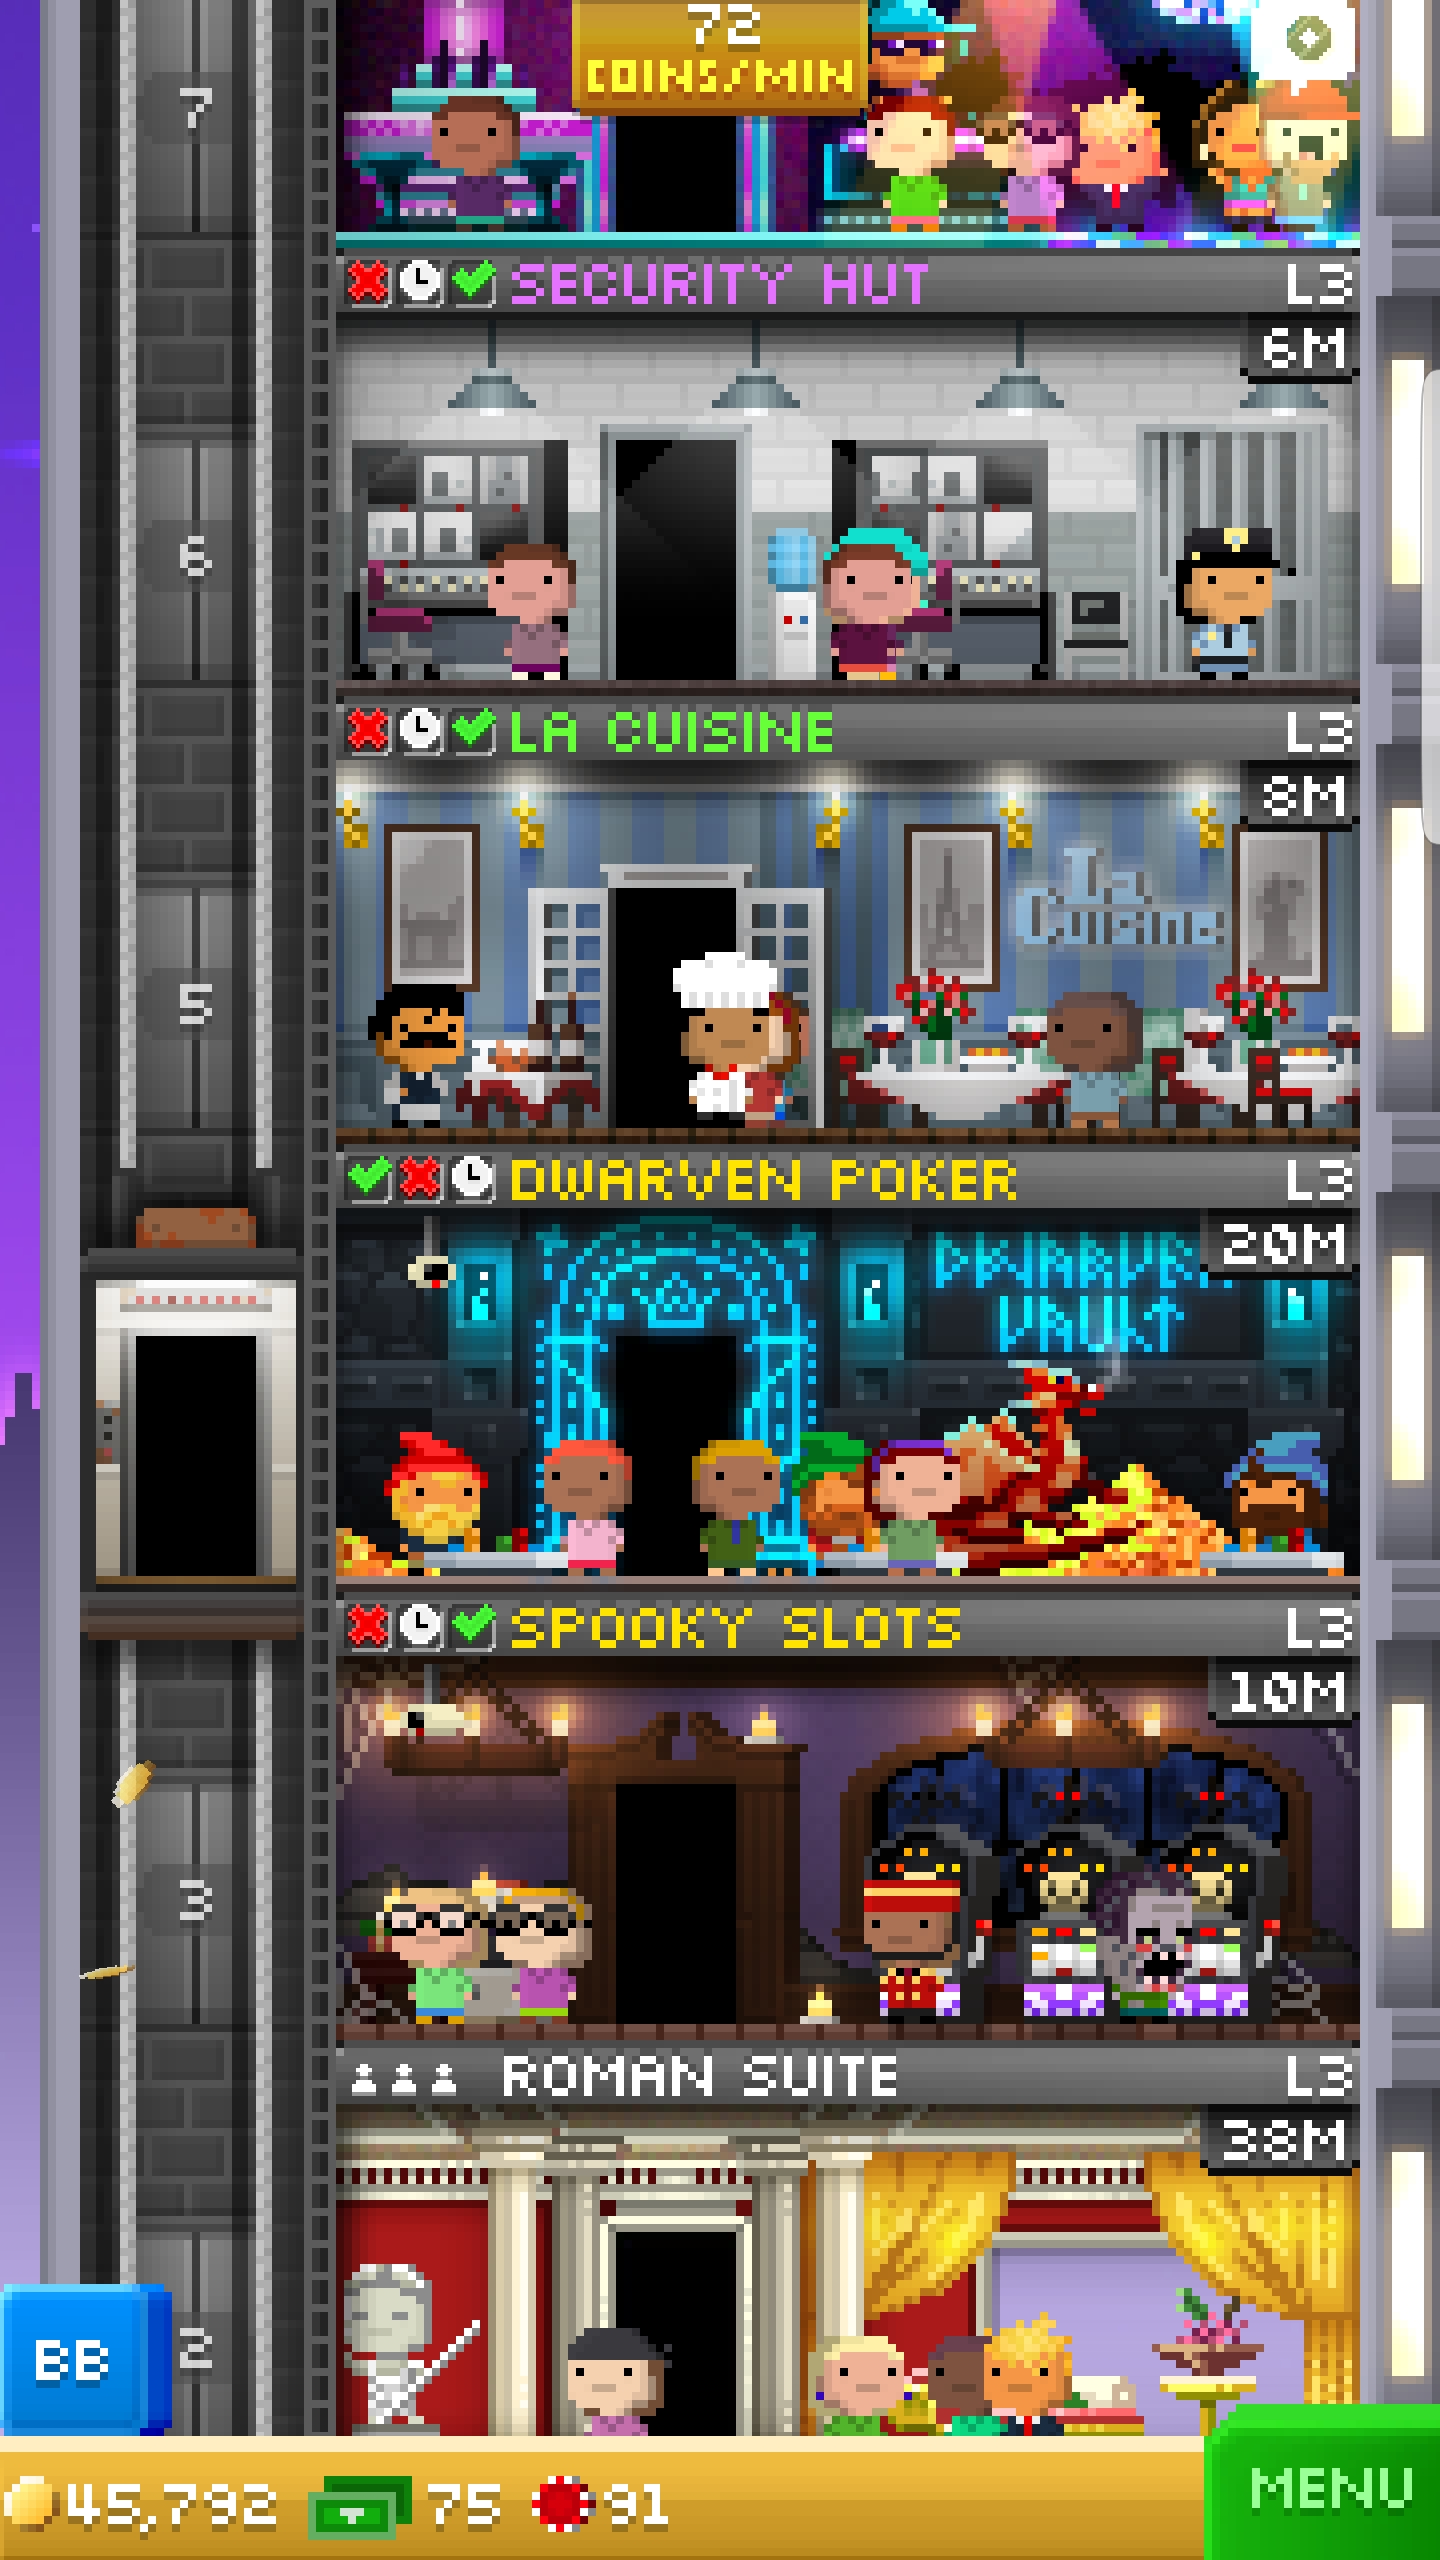 72
COINS/MIN
7
SECURITY HUT L3
6M
6
LA CUISINE L3
8M
La
Cuisine
5
DWARVEN POKER L3
20M
DWARVEN
VAULT
SPOOKY SLOTS L3
10M
3
ROMAN SUITE L3
38M
2
BB
45,792 75 91
MENU